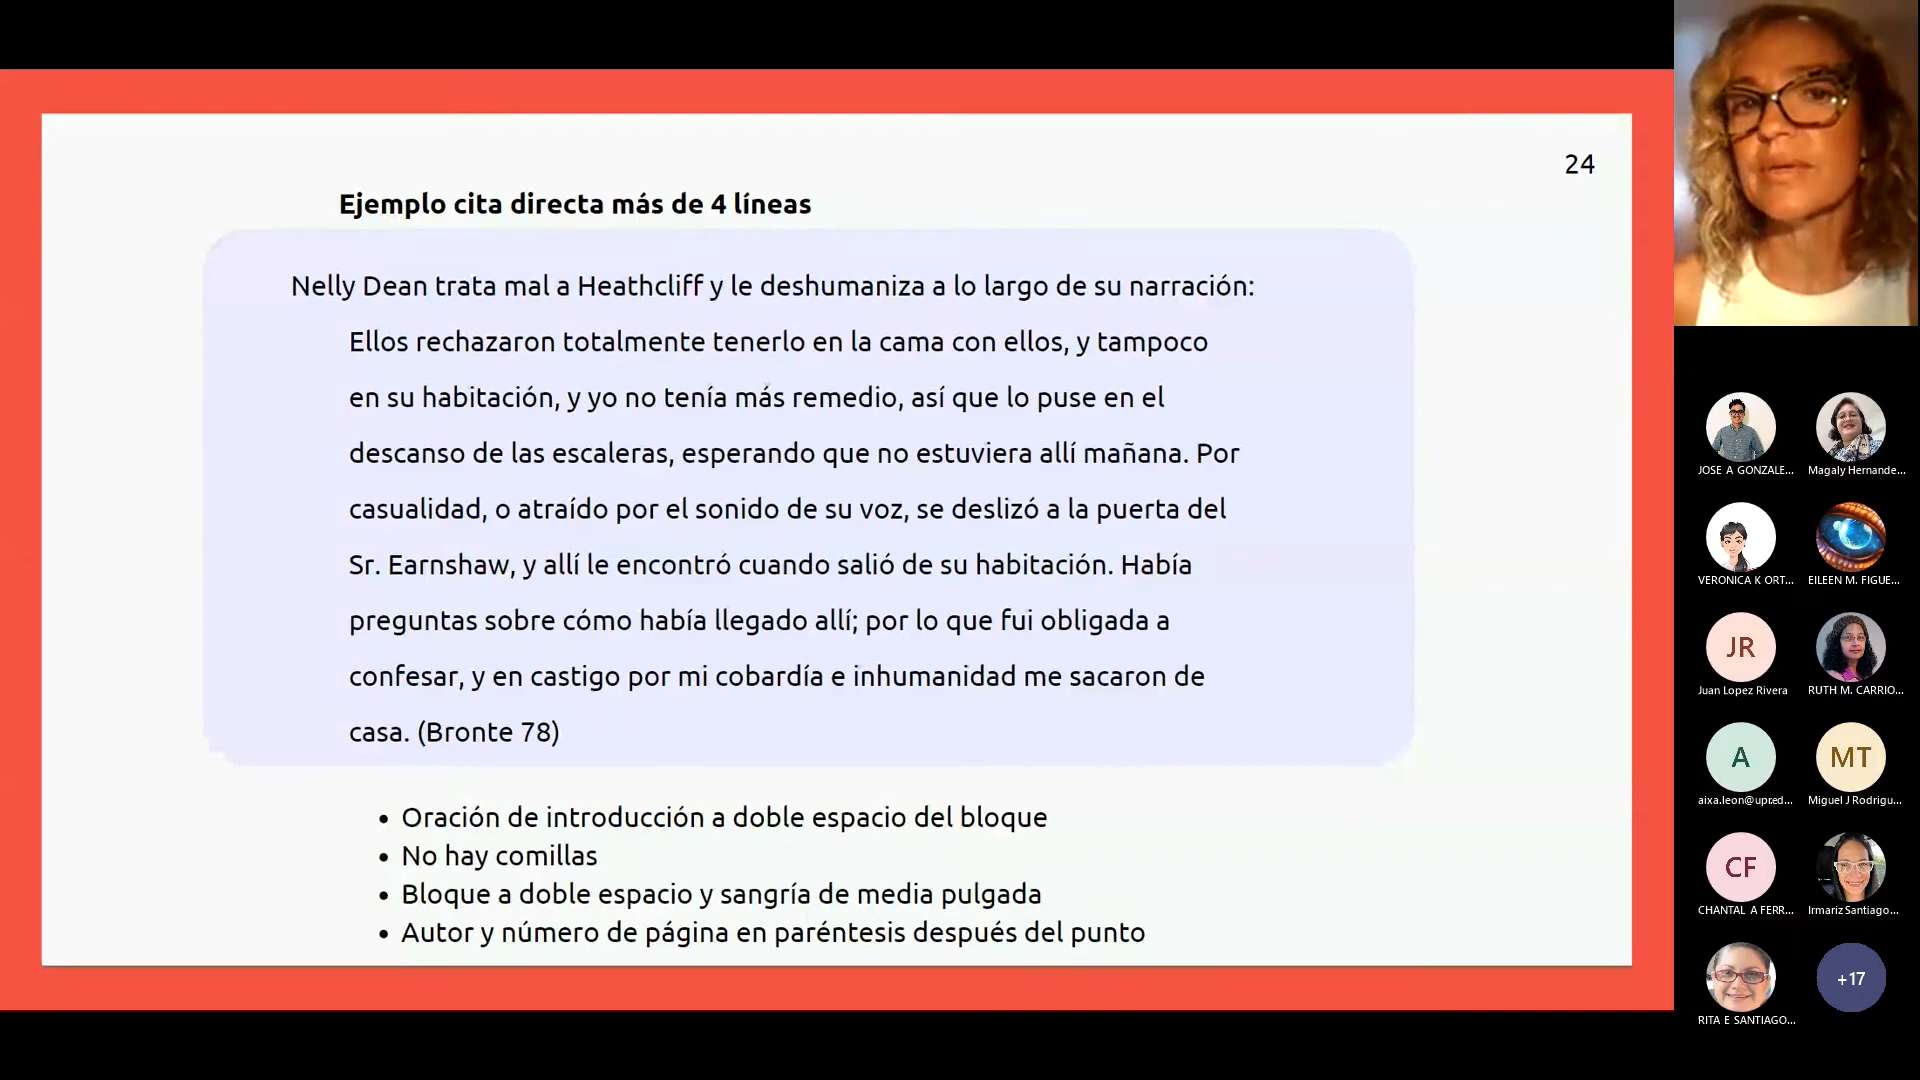 24
Ejemplo cita directa más de 4 líneas
Nelly Dean trata mal a Heathcliff y le deshumaniza a lo largo de su narración:
Ellos rechazaron totalmente tenerlo en la cama con ellos, y tampoco
en su habitación, y yo no tenía más remedio, así que lo puse en el
descanso de las escaleras, esperando que no estuviera allí mañana. Por
casualidad, o atraído por el sonido de su voz, se deslizó a la puerta del
Sr. Earnshaw, y allí le encontró cuando salió de su habitación. Había
preguntas sobre cómo había llegado allí; por lo que fui obligada a
confesar, y en castigo por mi cobardía e inhumanidad me sacaron de
casa. (Bronte 78)
• Oración de introducción a doble espacio del bloque
• No hay comillas
• Bloque a doble espacio y sangría de media pulgada
• Autor y número de página en paréntesis después del punto
JOSE A GONZALE...
Magaly Hernande...
VERONICA K ORT...
EILEEN M. FIGUE...
JR
Juan Lopez Rivera
RUTH M. CARRIO...
A
aixa.leon@upr.ed...
MT
Miguel J Rodrigu...
CF
CHANTAL A FERR...
Irmariz Santiago...
RITA E SANTIAGO...
+17